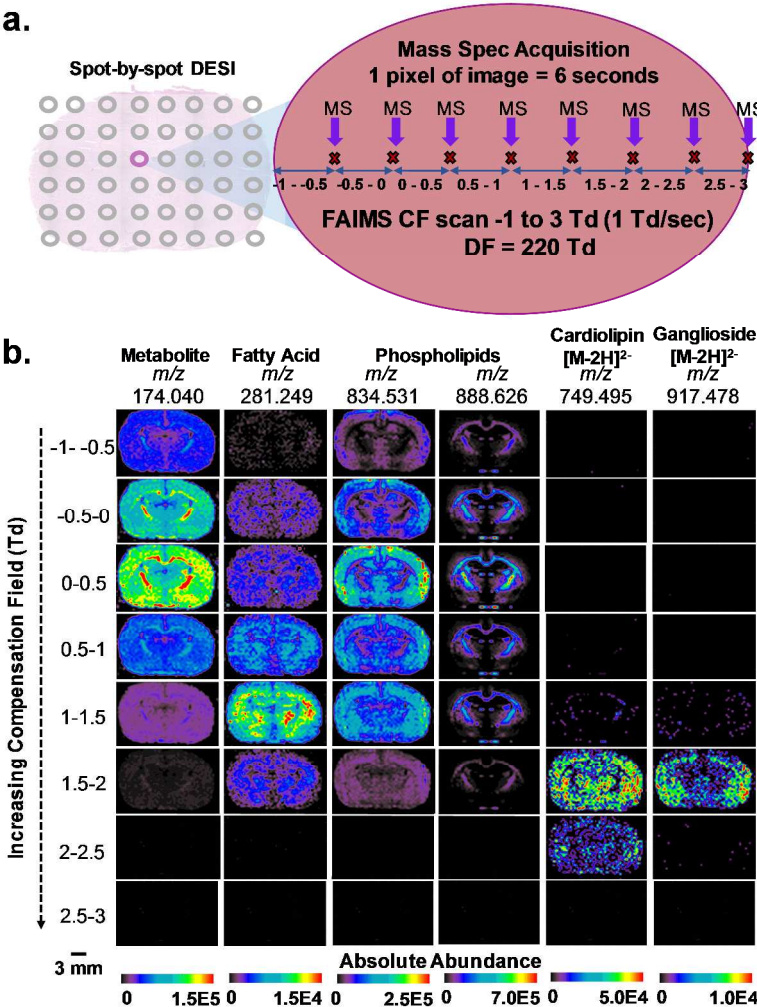 a.
Spot-by-spot DESI
Mass Spec Acquisition
1 pixel of image = 6 seconds
MS MS MS MS MS MS MS MS
-1 - -0.5 -0.5 - 0 0 - 0.5 0.5 - 1 1 - 1.5 1.5 - 2 2 - 2.5 2.5 - 3
FAIMS CF scan -1 to 3 Td (1 Td/sec)
DF = 220 Td
b.
Metabolite Fatty Acid Phospholipids Cardiolipin Ganglioside
[M-2H]2- [M-2H]2-
m/z m/z m/z m/z m/z m/z
174.040 281.249 834.531 888.626 749.495 917.478
Increasing Compensation Field (Td)
-1- -0.5
-0.5-0
0-0.5
0.5-1
1-1.5
1.5-2
2-2.5
2.5-3
3 mm
Absolute Abundance
0 1.5E5 0 1.5E4 0 2.5E5 0 7.0E5 0 5.0E4 0 1.0E4